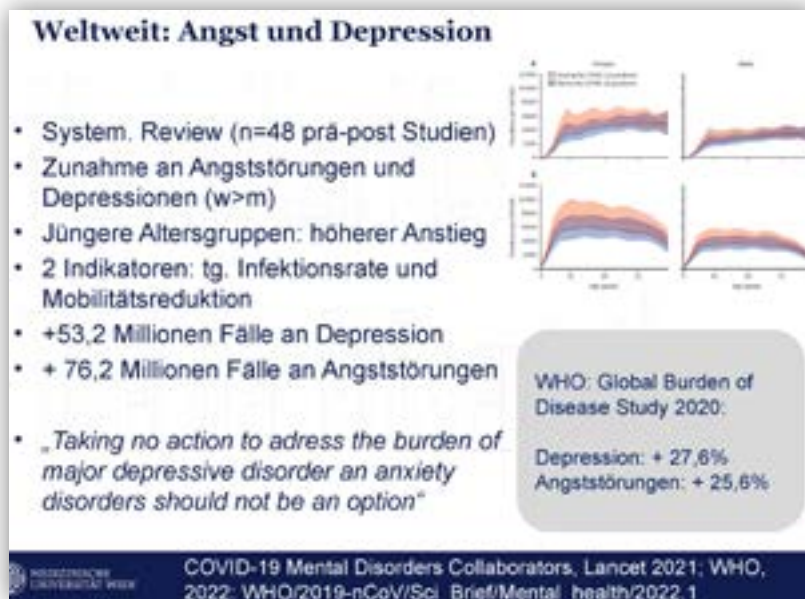 Weltweit: Angst und Depression
• System. Review (n=48 prä-post Studien)
• Zunahme an Angststörungen und
Depressionen (w>m)
• Jüngere Altersgruppen: höherer Anstieg
• 2 Indikatoren: tg. Infektionsrate und
Mobilitätsreduktion
• +53,2 Millionen Fälle an Depression
• + 76,2 Millionen Fälle an Angststörungen
• „Taking no action to adress the burden of
major depressive disorder an anxiety
disorders should not be an option“
WHO: Global Burden of
Disease Study 2020:
Depression: + 27,6%
Angststörungen: + 25,6%
MEDIZINISCHE
UNIVERSITÄT WIEN
COVID-19 Mental Disorders Collaborators, Lancet 2021; WHO,
2022: WHO/2019-nCoV/Sci_Brief/Mental_health/2022.1